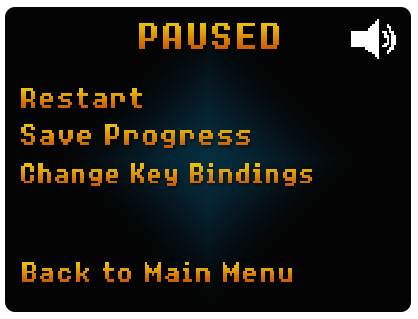 PAUSED
Restart
Save Progress
Change Key Bindings
Back to Main Menu